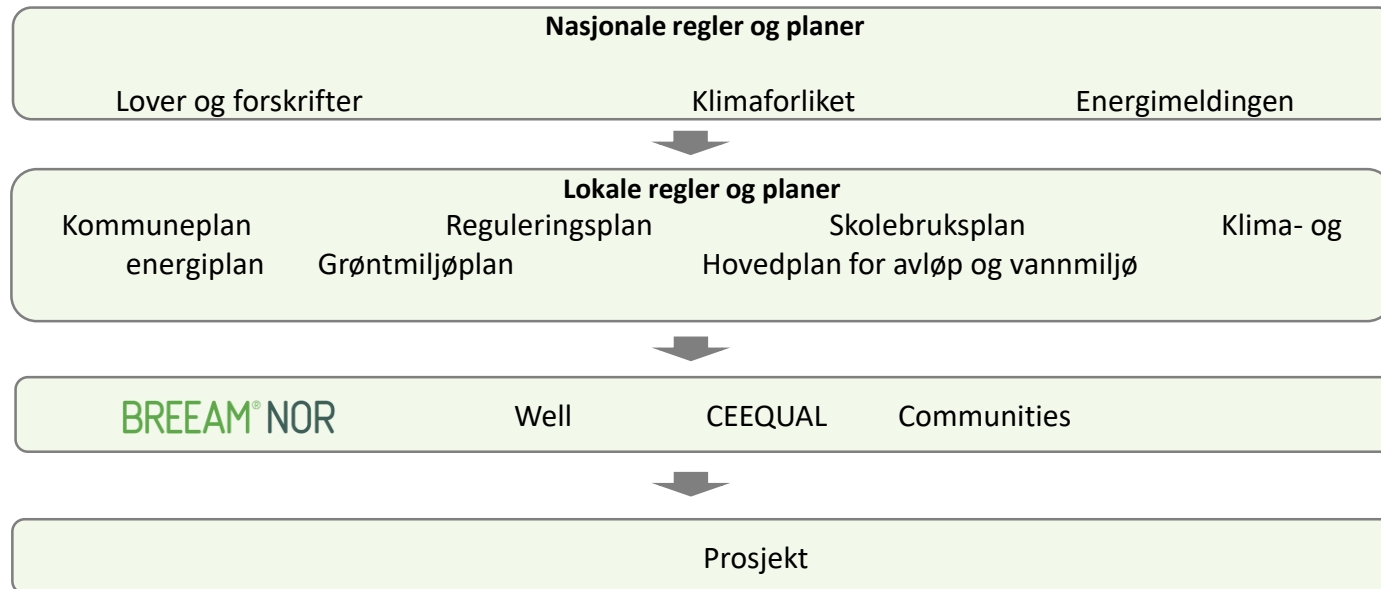 Nasjonale regler og planer
Lover og forskrifter Klimaforliket Energimeldingen
Lokale regler og planer
Kommuneplan Reguleringsplan Skolebruksplan Klima- og
energiplan Grøntmiljøplan Hovedplan for avløp og vannmiljø
BREEAM® NOR Well CEEQUAL Communities
Prosjekt